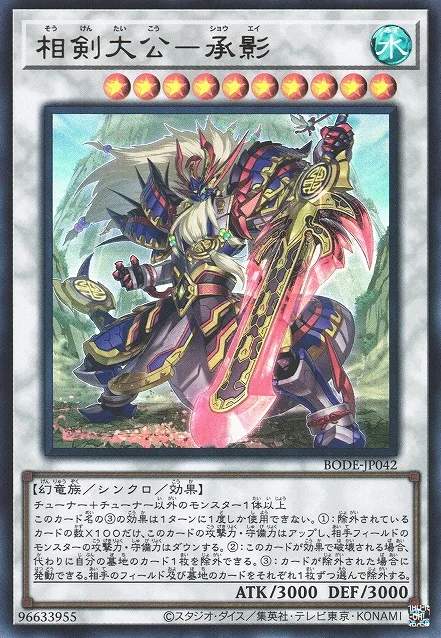 そうけんたいこう ショウエイ
相剣大公－承影
水
BODE-JP042
【幻竜族／シンクロ／効果】
チューナー＋チューナー以外のモンスター1体以上
このカード名の③の効果は1ターンに1度しか使用できない。①：除外されている
カードの数×100だけ、このカードの攻撃力・守備力はアップし、相手フィールドの
モンスターの攻撃力・守備力はダウンする。②：このカードが効果で破壊される場合、
代わりに自分の墓地のカード1枚を除外できる。③：カードが除外された場合に
発動できる。相手のフィールド及び墓地のカードをそれぞれ1枚ずつ選んで除外する。
ATK/3000 DEF/3000
96633955
©スタジオ・ダイス／集英社・テレビ東京・KONAMI